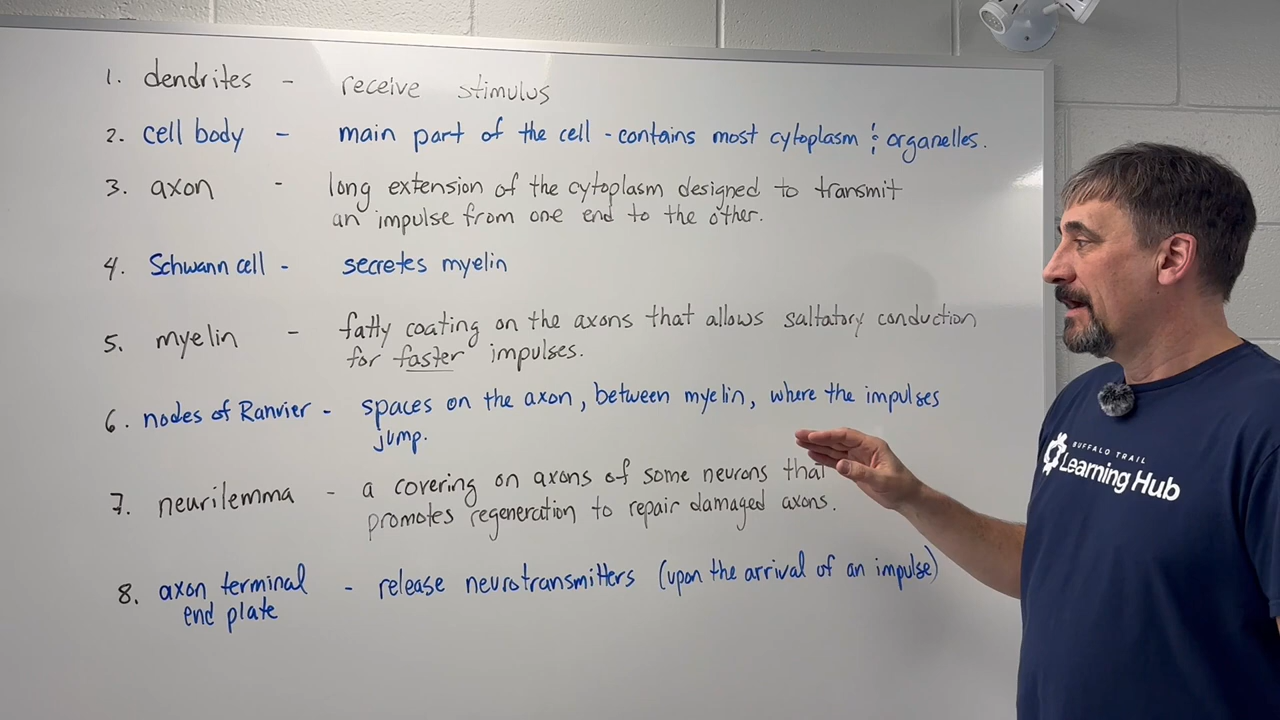 1. dendrites - receive stimulus
2. cell body - main part of the cell - contains most cytoplasm & organelles.
3. axon - long extension of the cytoplasm designed to transmit
an impulse from one end to the other.
4. Schwann cell - secretes myelin
5. myelin - fatty coating on the axons that allows saltatory conduction
for faster impulses.
6. nodes of Ranvier - spaces on the axon, between myelin, where the impulses
jump.
7. neurilemma - a covering on axons of some neurons that
promotes regeneration to repair damaged axons.
8. axon terminal - release neurotransmitters (upon the arrival of an impulse)
end plate
BUFFALO TRAIL
Learning Hub